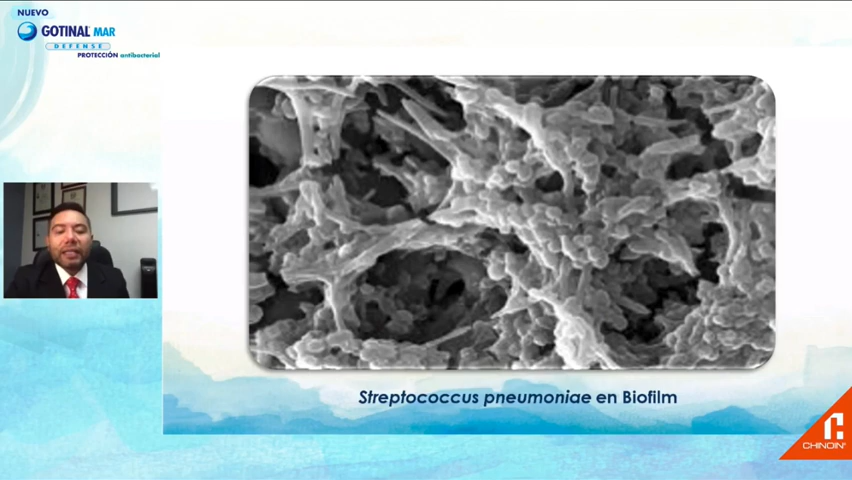 NUEVO
GOTINAL MAR
DEFENSE
PROTECCIÓN antibacterial
Streptococcus pneumoniae en Biofilm
CHINOIN